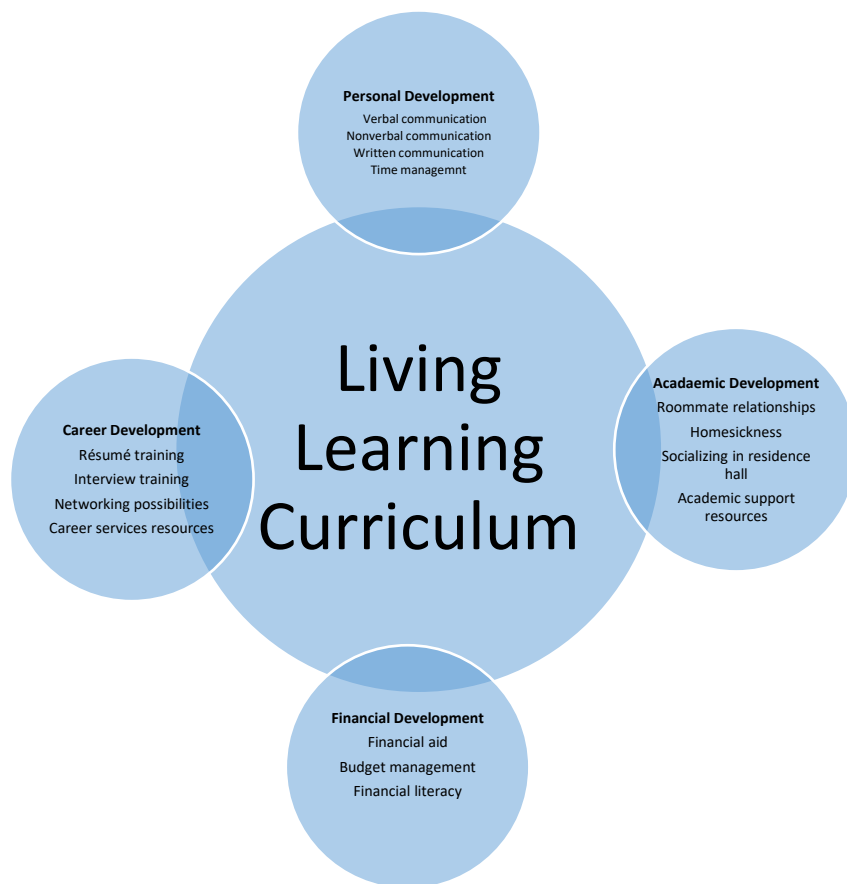 Personal Development
Verbal communication
Nonverbal communication
Written communication
Time managemnt
Living
Learning
Curriculum
Acadaemic Development
Roommate relationships
Homesickness
Socializing in residence
hall
Academic support
resources
Career Development
Résumé training
Interview training
Networking possibilities
Career services resources
Financial Development
Financial aid
Budget management
Financial literacy